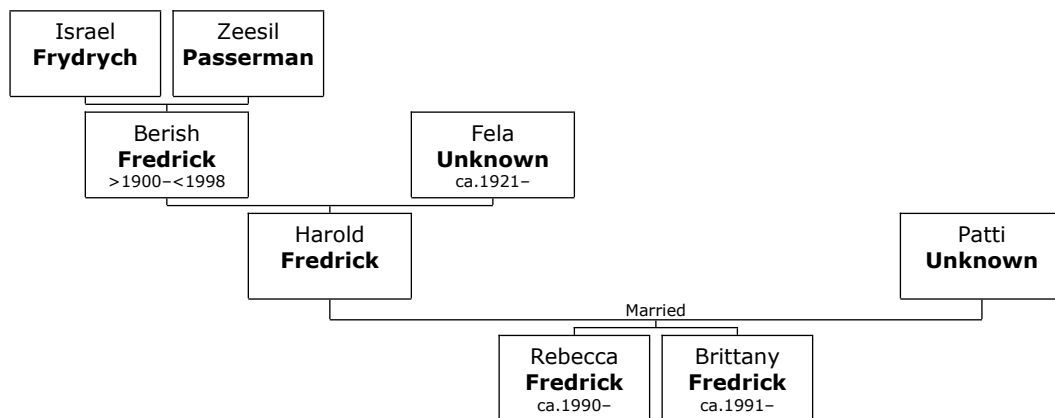 Israel
Frydrych
Zeesil
Passerman
Berish
Fredrick
>1900–<1998
Fela
Unknown
ca.1921–
Harold
Fredrick
Patti
Unknown
Married
Rebecca
Fredrick
ca.1990–
Brittany
Fredrick
ca.1991–